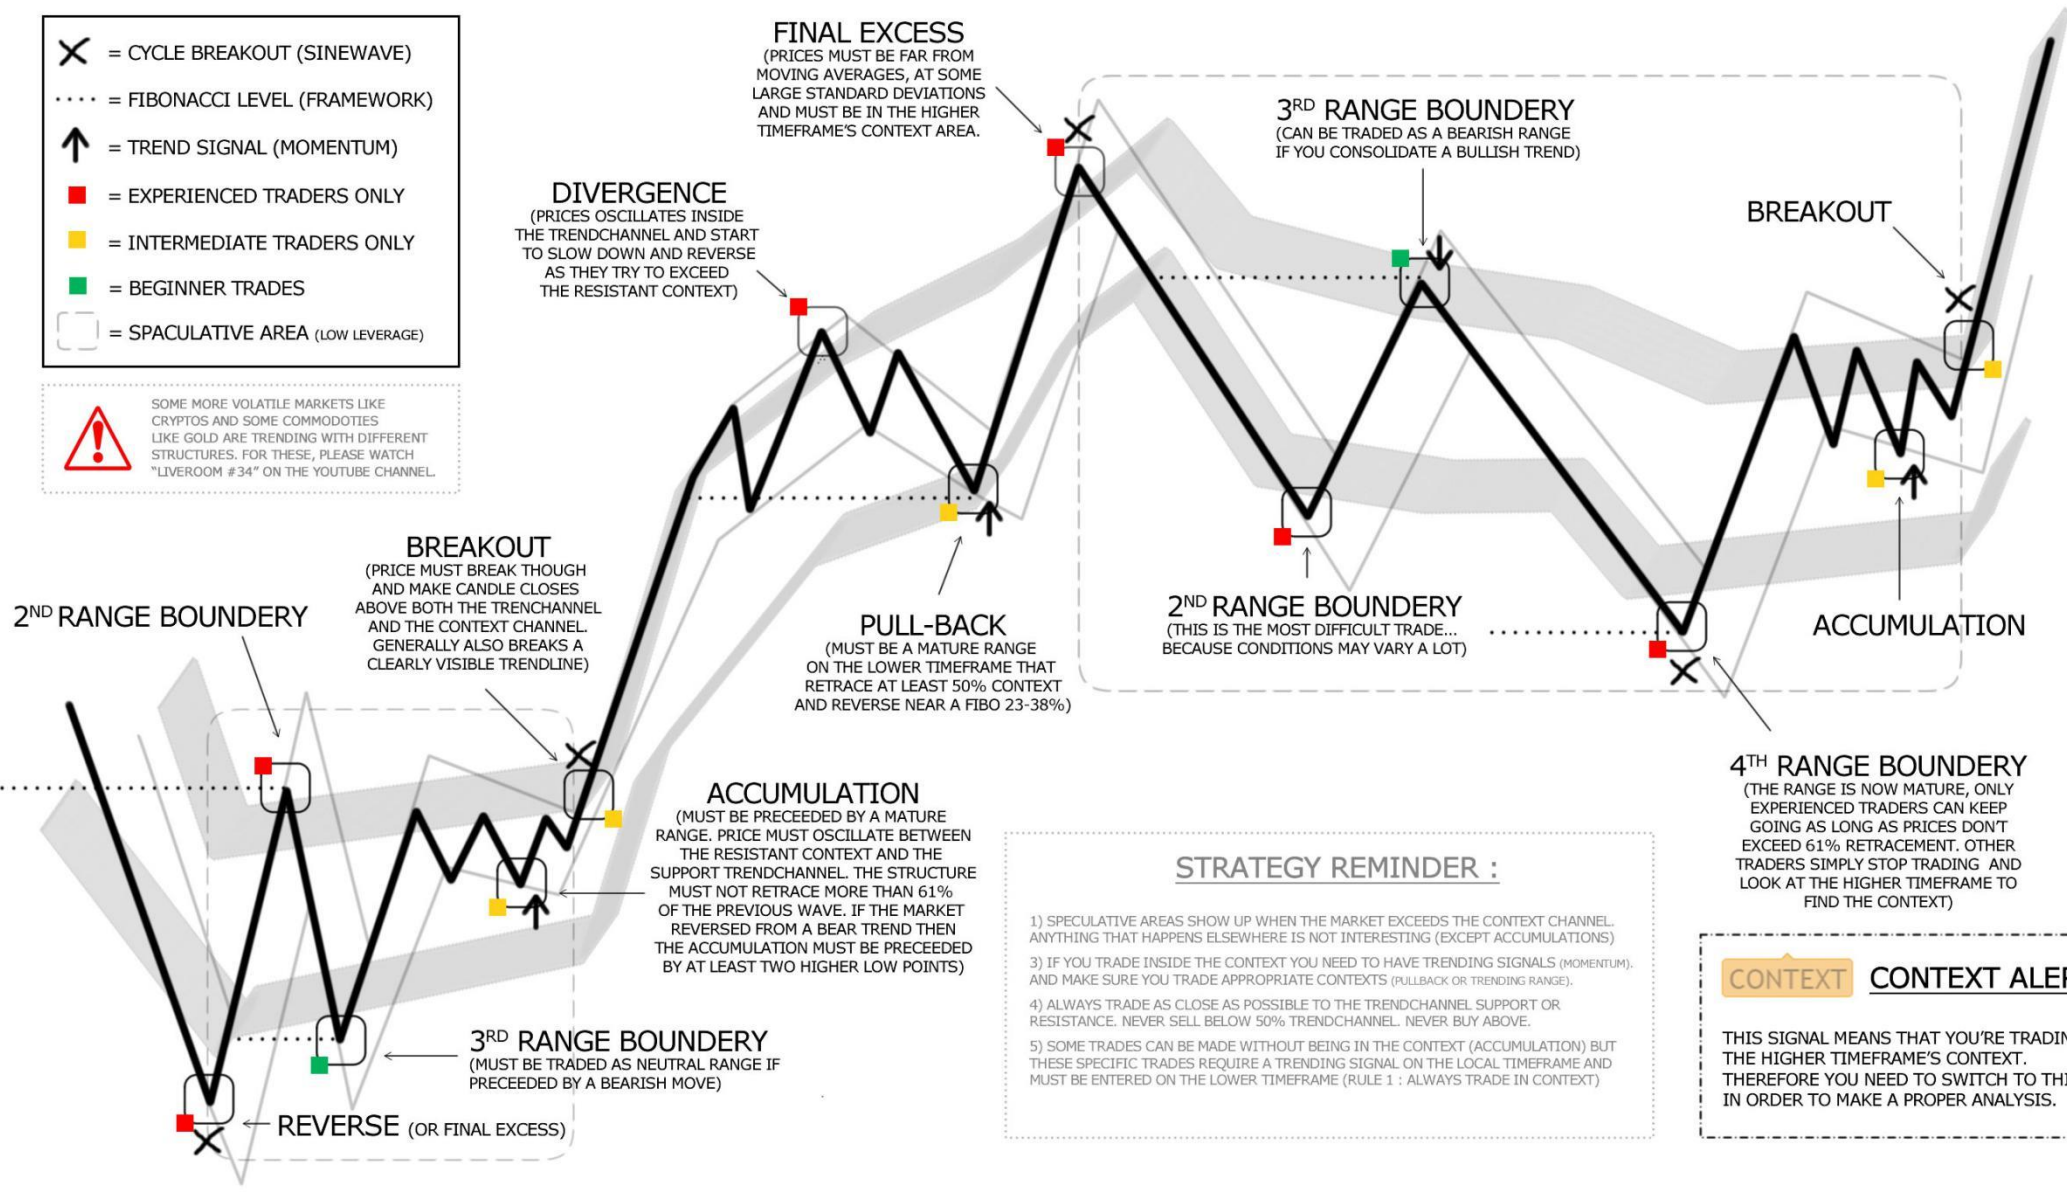 = CYCLE BREAKOUT (SINEWAVE)
= FIBONACCI LEVEL (FRAMEWORK)
= TREND SIGNAL (MOMENTUM)
= EXPERIENCED TRADERS ONLY
= INTERMEDIATE TRADERS ONLY
= BEGINNER TRADES
= SPACULATIVE AREA (LOW LEVERAGE)
SOME MORE VOLATILE MARKETS LIKE
CRYPTOS AND SOME COMMODOTIES
LIKE GOLD ARE TRENDING WITH DIFFERENT
STRUCTURES. FOR THESE, PLEASE WATCH
"LIVEROOM #34" ON THE YOUTUBE CHANNEL.
2ND RANGE BOUNDERY
BREAKOUT
(PRICE MUST BREAK THOUGH
AND MAKE CANDLE CLOSES
ABOVE BOTH THE TRENCHANNEL
AND THE CONTEXT CHANNEL.
GENERALLY ALSO BREAKS A
CLEARLY VISIBLE TRENDLINE)
DIVERGENCE
(PRICES OSCILLATES INSIDE
THE TRENDCHANNEL AND START
TO SLOW DOWN AND REVERSE
AS THEY TRY TO EXCEED
THE RESISTANT CONTEXT)
FINAL EXCESS
(PRICES MUST BE FAR FROM
MOVING AVERAGES, AT SOME
LARGE STANDARD DEVIATIONS
AND MUST BE IN THE HIGHER
TIMEFRAME'S CONTEXT AREA.
3RD RANGE BOUNDERY
(CAN BE TRADED AS A BEARISH RANGE
IF YOU CONSOLIDATE A BULLISH TREND)
BREAKOUT
PULL-BACK
(MUST BE A MATURE RANGE
ON THE LOWER TIMEFRAME THAT
RETRACE AT LEAST 50% CONTEXT
AND REVERSE NEAR A FIBO 23-38%)
2ND RANGE BOUNDERY
(THIS IS THE MOST DIFFICULT TRADE...
BECAUSE CONDITIONS MAY VARY A LOT)
ACCUMULATION
4TH RANGE BOUNDERY
(THE RANGE IS NOW MATURE, ONLY
EXPERIENCED TRADERS CAN KEEP
GOING AS LONG AS PRICES DON'T
EXCEED 61% RETRACEMENT. OTHER
TRADERS SIMPLY STOP TRADING AND
LOOK AT THE HIGHER TIMEFRAME TO
FIND THE CONTEXT)
ACCUMULATION
(MUST BE PRECEEDED BY A MATURE
RANGE. PRICE MUST OSCILLATE BETWEEN
THE RESISTANT CONTEXT AND THE
SUPPORT TRENDCHANNEL. THE STRUCTURE
MUST NOT RETRACE MORE THAN 61%
OF THE PREVIOUS WAVE. IF THE MARKET
REVERSED FROM A BEAR TREND THEN
THE ACCUMULATION MUST BE PRECEEDED
BY AT LEAST TWO HIGHER LOW POINTS)
3RD RANGE BOUNDERY
(MUST BE TRADED AS NEUTRAL RANGE IF
PRECEEDED BY A BEARISH MOVE)
REVERSE (OR FINAL EXCESS)
STRATEGY REMINDER :
1) SPECULATIVE AREAS SHOW UP WHEN THE MARKET EXCEEDS THE CONTEXT CHANNEL.
ANYTHING THAT HAPPENS ELSEWHERE IS NOT INTERESTING (EXCEPT ACCUMULATIONS)
3) IF YOU TRADE INSIDE THE CONTEXT YOU NEED TO HAVE TRENDING SIGNALS (MOMENTUM).
AND MAKE SURE YOU TRADE APPROPRIATE CONTEXTS (PULLBACK OR TRENDING RANGE).
4) ALWAYS TRADE AS CLOSE AS POSSIBLE TO THE TRENDCHANNEL SUPPORT OR
RESISTANCE. NEVER SELL BELOW 50% TRENDCHANNEL. NEVER BUY ABOVE.
5) SOME TRADES CAN BE MADE WITHOUT BEING IN THE CONTEXT (ACCUMULATION) BUT
THESE SPECIFIC TRADES REQUIRE A TRENDING SIGNAL ON THE LOCAL TIMEFRAME AND
MUST BE ENTERED ON THE LOWER TIMEFRAME (RULE 1 : ALWAYS TRADE IN CONTEXT)
CONTEXT CONTEXT
THIS SIGNAL MEANS THAT YOU'RE
THE HIGHER TIMEFRAME'S CONTEXT.
THEREFORE YOU NEED TO SWITCH TO
IN ORDER TO MAKE A PROPER ANALYSIS.